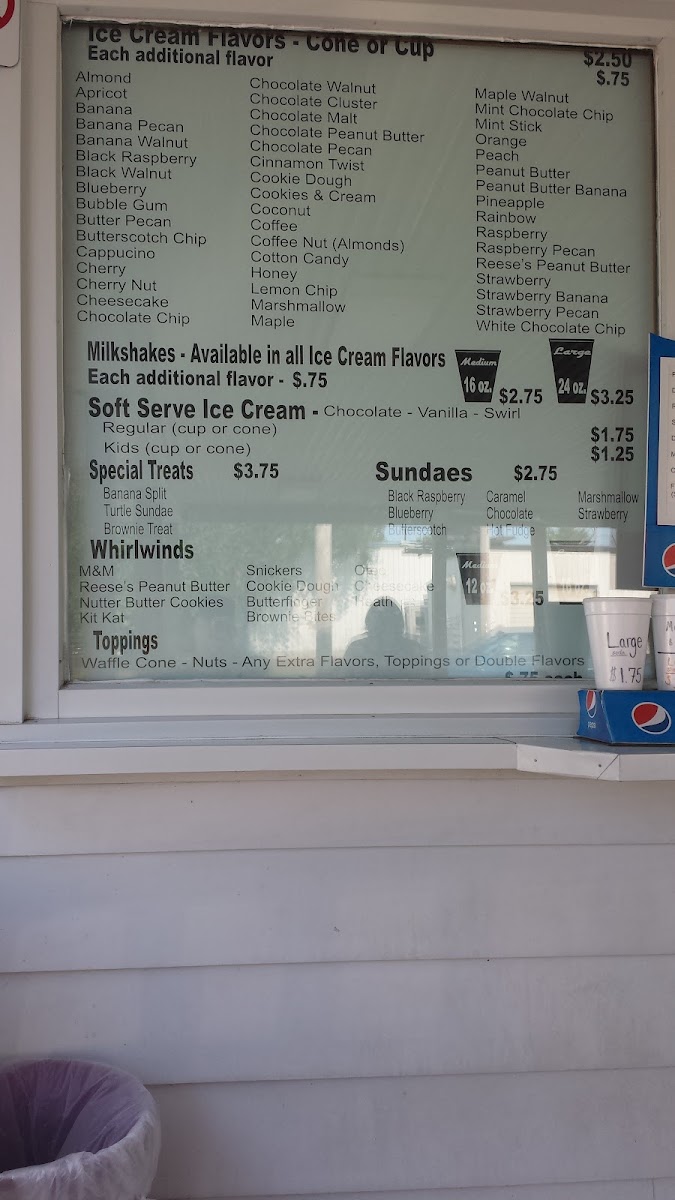 Ice Cream Flavors - Cone or Cup $2.50
Each additional flavor $.75
Almond
Apricot
Banana
Banana Pecan
Banana Walnut
Black Raspberry
Black Walnut
Blueberry
Bubble Gum
Butter Pecan
Butterscotch Chip
Cappucino
Cherry
Cherry Nut
Cheesecake
Chocolate Chip
Chocolate Walnut
Chocolate Cluster
Chocolate Malt
Chocolate Peanut Butter
Chocolate Pecan
Cinnamon Twist
Cookie Dough
Cookies & Cream
Coconut
Coffee
Coffee Nut (Almonds)
Cotton Candy
Honey
Lemon Chip
Marshmallow
Maple
Maple Walnut
Mint Chocolate Chip
Mint Stick
Orange
Peach
Peanut Butter
Peanut Butter Banana
Pineapple
Rainbow
Raspberry
Raspberry Pecan
Reese's Peanut Butter
Strawberry
Strawberry Banana
Strawberry Pecan
White Chocolate Chip
Milkshakes - Available in all Ice Cream Flavors
Each additional flavor - $.75
Medium
16 oz. $2.75
Large
24 oz. $3.25
Soft Serve Ice Cream - Chocolate - Vanilla - Swirl
Regular (cup or cone) $1.75
Kids (cup or cone) $1.25
Special Treats $3.75
Banana Split
Turtle Sundae
Brownie Treat
Sundaes $2.75
Black Raspberry Caramel Marshmallow
Blueberry Chocolate Strawberry
Butterscotch Hot Fudge
Whirlwinds
M&M Snickers Oreo
Reese's Peanut Butter Cookie Dough Cheesecake
Nutter Butter Cookies Butterfinger Heath
Kit Kat Brownie Bites
Medium
12 oz. $3.25
Toppings
Waffle Cone - Nuts - Any Extra Flavors, Toppings or Double Flavors
$.75 each
Large
$1.75
pepsi